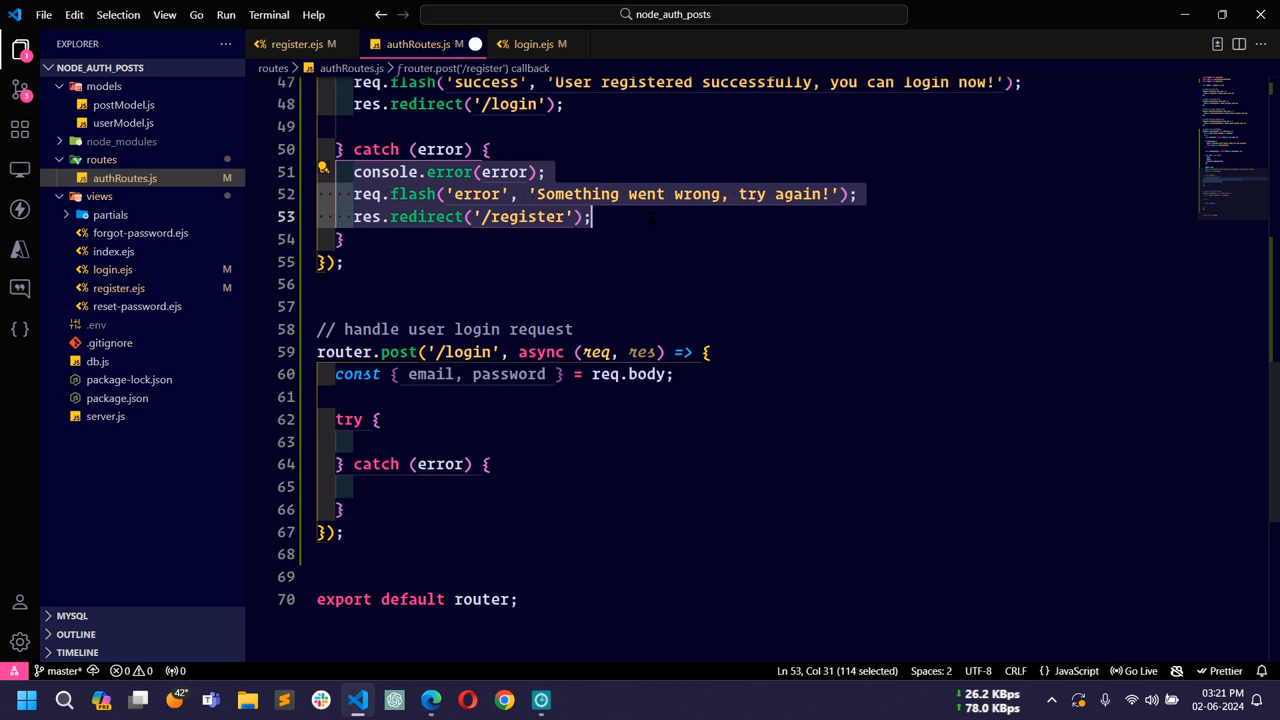 File Edit Selection View Go Run Terminal Help
node_auth_posts
EXPLORER
register.ejs
authRoutes.js M
login.ejs M
routes > authRoutes.js > router.post('/register') callback
NODE_AUTH_POSTS
models
postModel.js
userModel.js
node_modules
routes
authRoutes.js M
views
partials
forgot-password.ejs
index.ejs
login.ejs M
register.ejs M
reset-password.ejs
.env
.gitignore
db.js
package-lock.json
package.json
server.js
MYSQL
OUTLINE
TIMELINE
1
3
47 req.flash('success', 'User registered successfully, you can login now!');
48 res.redirect('/login');
49
50 } catch (error) {
51 console.error(error);
52 req.flash('error', 'Something went wrong, try again!');
53 res.redirect('/register');
54 }
55 });
56
57
58 // handle user login request
59 router.post('/login', async (req, res) => {
60 const { email, password } = req.body;
61
62 try {
63
64 } catch (error) {
65
66 }
67 });
68
69
70 export default router;
master* 0 0 0 Ln 53, Col 31 (114 selected) Spaces: 2 UTF-8 CRLF {} JavaScript Go Live Prettier
PRE 42° 26.2 KBps 03:21 PM
78.0 KBps 02-06-2024